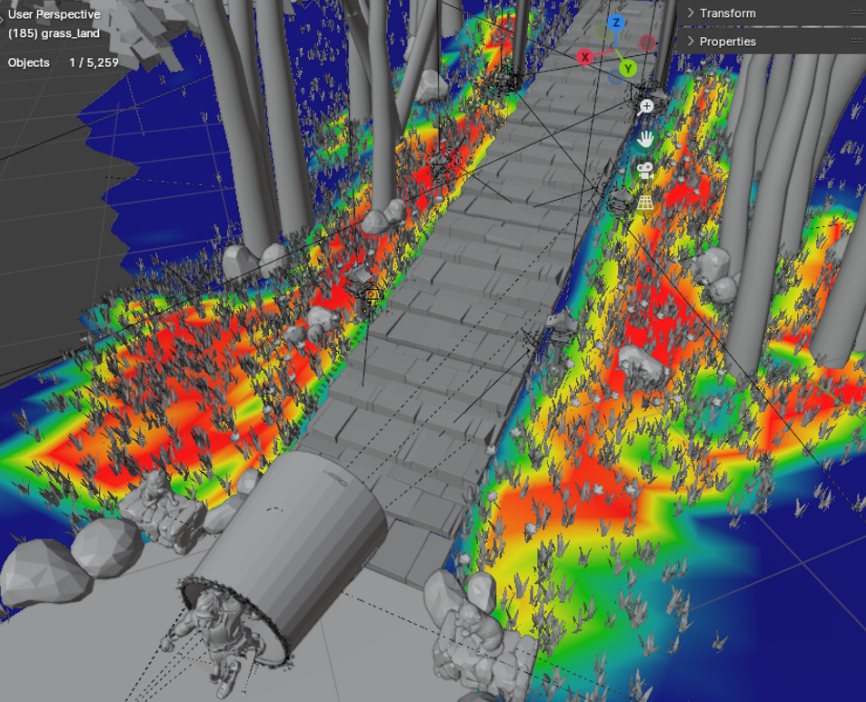 User Perspective
(185) grass_land
Objects 1 / 5,259
Transform
Properties
Z
X
Y